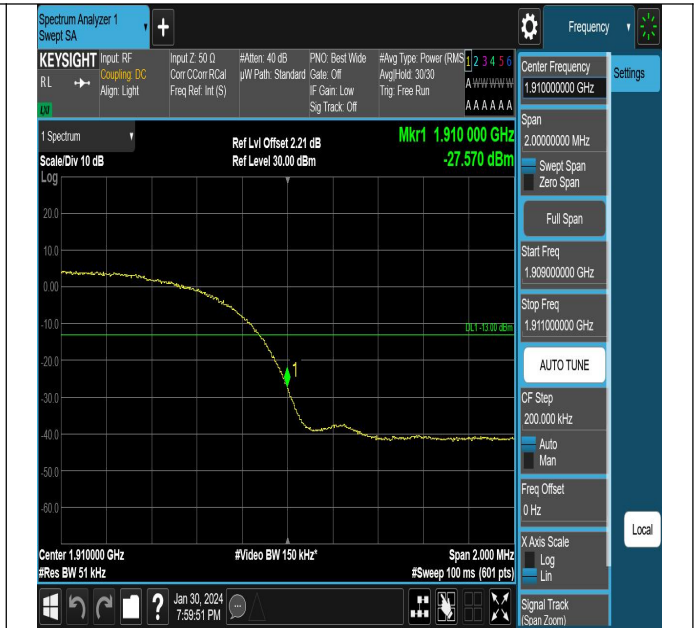 Spectrum Analyzer 1
Swept SA
+
Frequency
KEYSIGHT
RL
LXI
Input: RF
Coupling: DC
Align: Light
Input Z: 50 Ω
Corr CCorr RCal
Freq Ref: Int (S)
#Atten: 40 dB
µW Path: Standard
PNO: Best Wide
Gate: Off
IF Gain: Low
Sig Track: Off
#Avg Type: Power (RMS
Avg|Hold: 30/30
Trig: Free Run
1 2 3 4 5 6
A W W W W W
A A A A A A
1 Spectrum
Scale/Div 10 dB
Log
Ref Lvl Offset 2.21 dB
Ref Level 30.00 dBm
Mkr1 1.910 000 GHz
-27.570 dBm
20.0
10.0
0.00
-10.0
DL1 -13.00 dBm
-20.0
1
-30.0
-40.0
-50.0
-60.0
Center 1.910000 GHz
#Res BW 51 kHz
#Video BW 150 kHz*
Span 2.000 MHz
#Sweep 100 ms (601 pts)
Center Frequency
1.910000000 GHz
Settings
Span
2.00000000 MHz
Swept Span
Zero Span
Full Span
Start Freq
1.909000000 GHz
Stop Freq
1.911000000 GHz
AUTO TUNE
CF Step
200.000 kHz
Auto
Man
Freq Offset
0 Hz
X Axis Scale
Log
Lin
Local
Signal Track
(Span Zoom)
?
Jan 30, 2024
7:59:51 PM